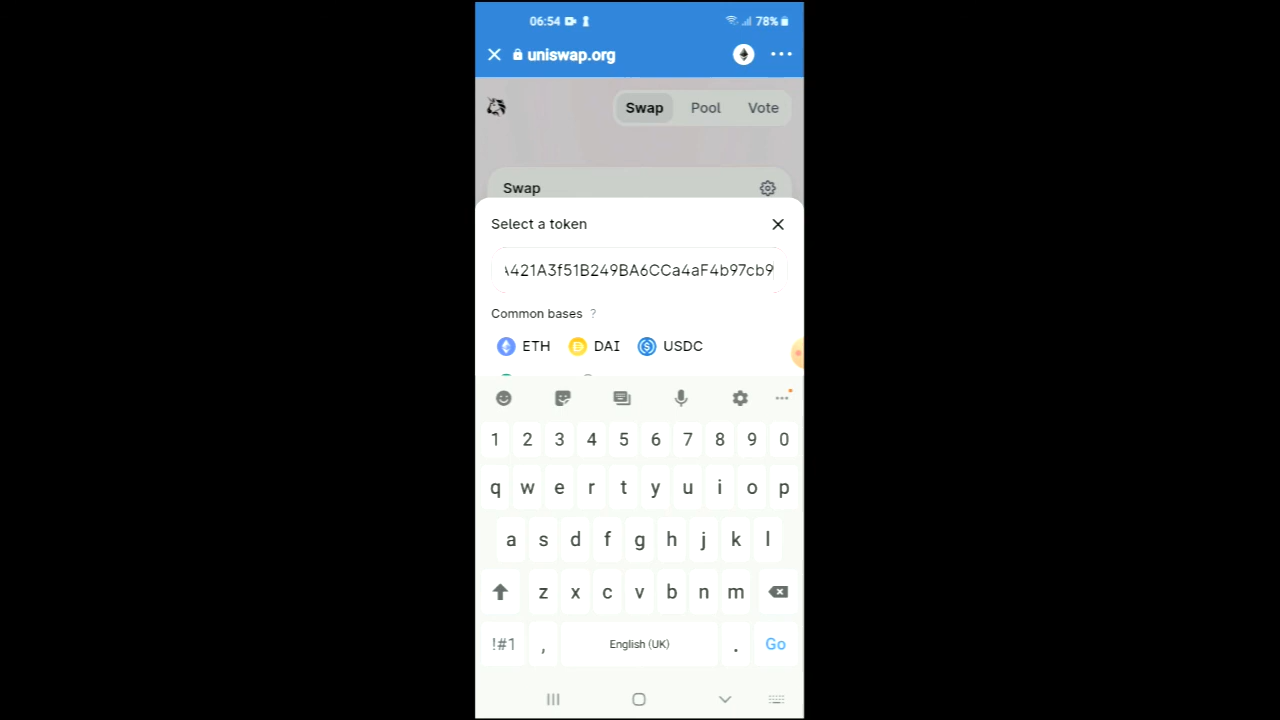 06:54 78%
uniswap.org
Swap Pool Vote
Swap
Select a token
421A3f51B249BA6CCa4aF4b97cb9
Common bases ?
ETH DAI USDC
1 2 3 4 5 6 7 8 9 0
q w e r t y u i o p
a s d f g h j k l
z x c v b n m
!#1 , English (UK) . Go